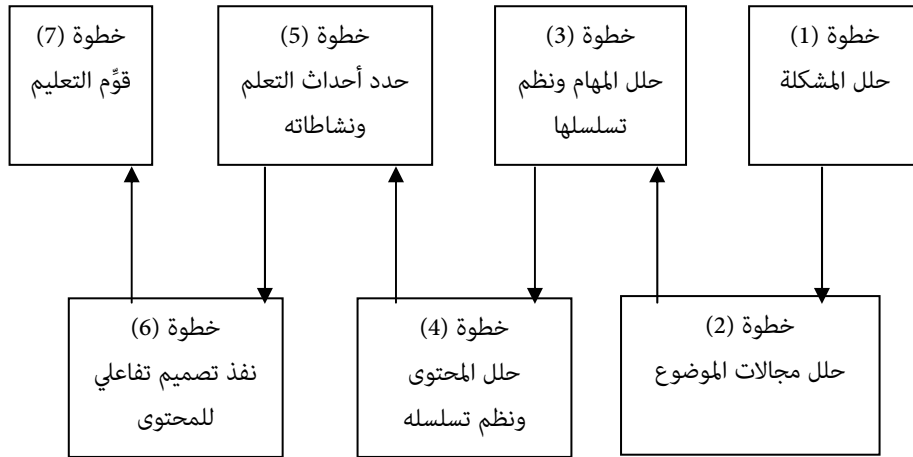 خطوة (1)
حلل المشكلة
خطوة (2)
حلل مجالات الموضوع
خطوة (3)
حلل المهام ونظم
تسلسلها
خطوة (4)
حلل المحتوى
ونظم تسلسله
خطوة (5)
حدد أحداث التعلم
ونشاطاته
خطوة (6)
نفذ تصميم تفاعلي
للمحتوى
خطوة (7)
قوِّم التعليم